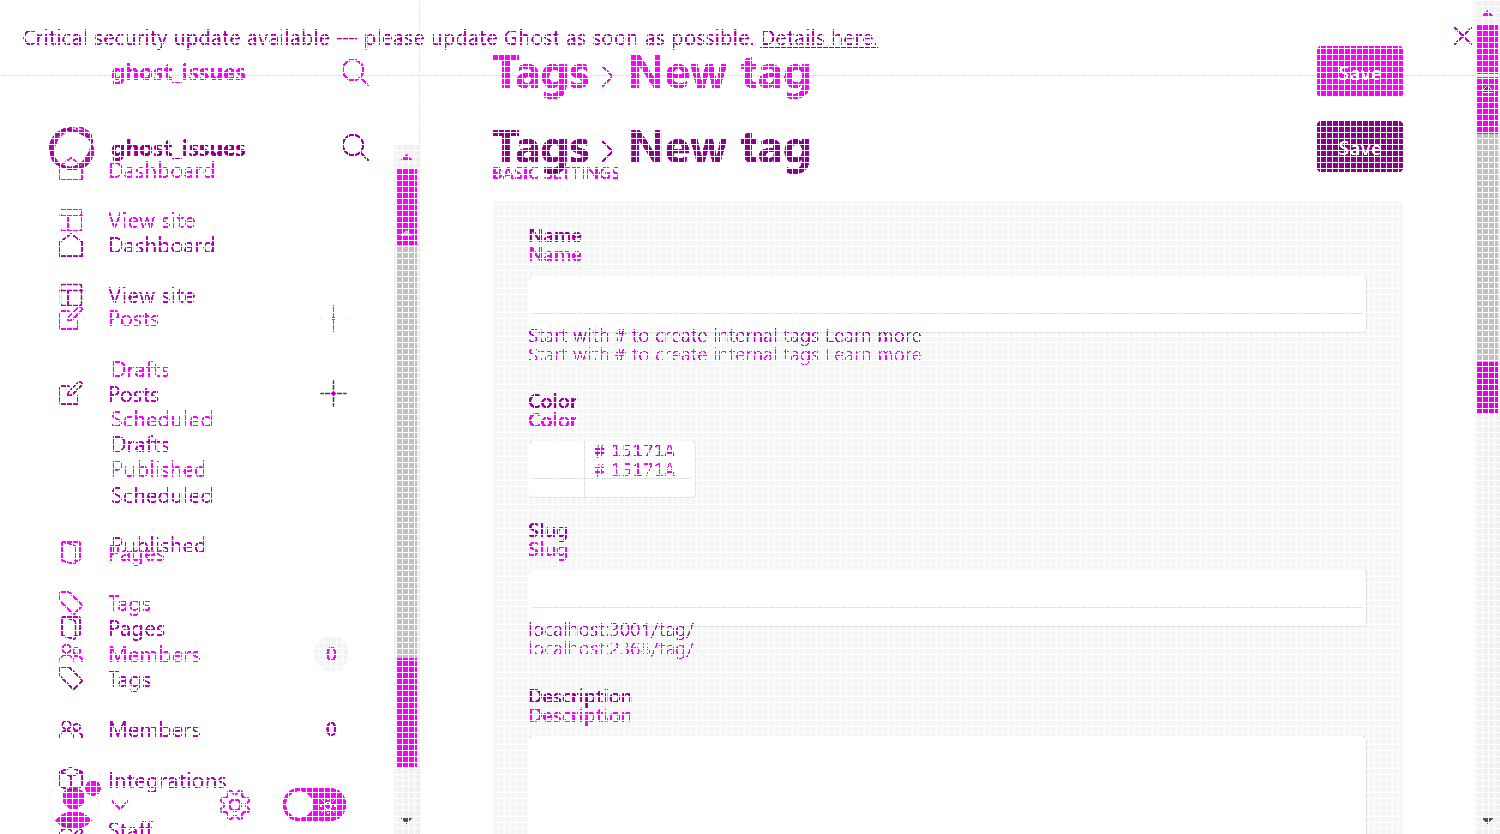 Critical security update available — please update Ghost as soon as possible. Details here.
ghost_issues
Tags › New tag
Save
ghost_issues
Tags › New tag
Save
Dashboard
BASIC SETTINGS
View site
Dashboard
Name
Name
View site
Posts
Start with # to create internal tags Learn more
Start with # to create internal tags Learn more
Drafts
Posts
Color
Color
Scheduled
Drafts
# 15171A
# 15171A
Published
Scheduled
Slug
Slug
Published
Pages
Tags
Pages
localhost:3001/tag/
localhost:2368/tag/
Members 0
Tags
Description
Description
Members 0
Integrations
Staff